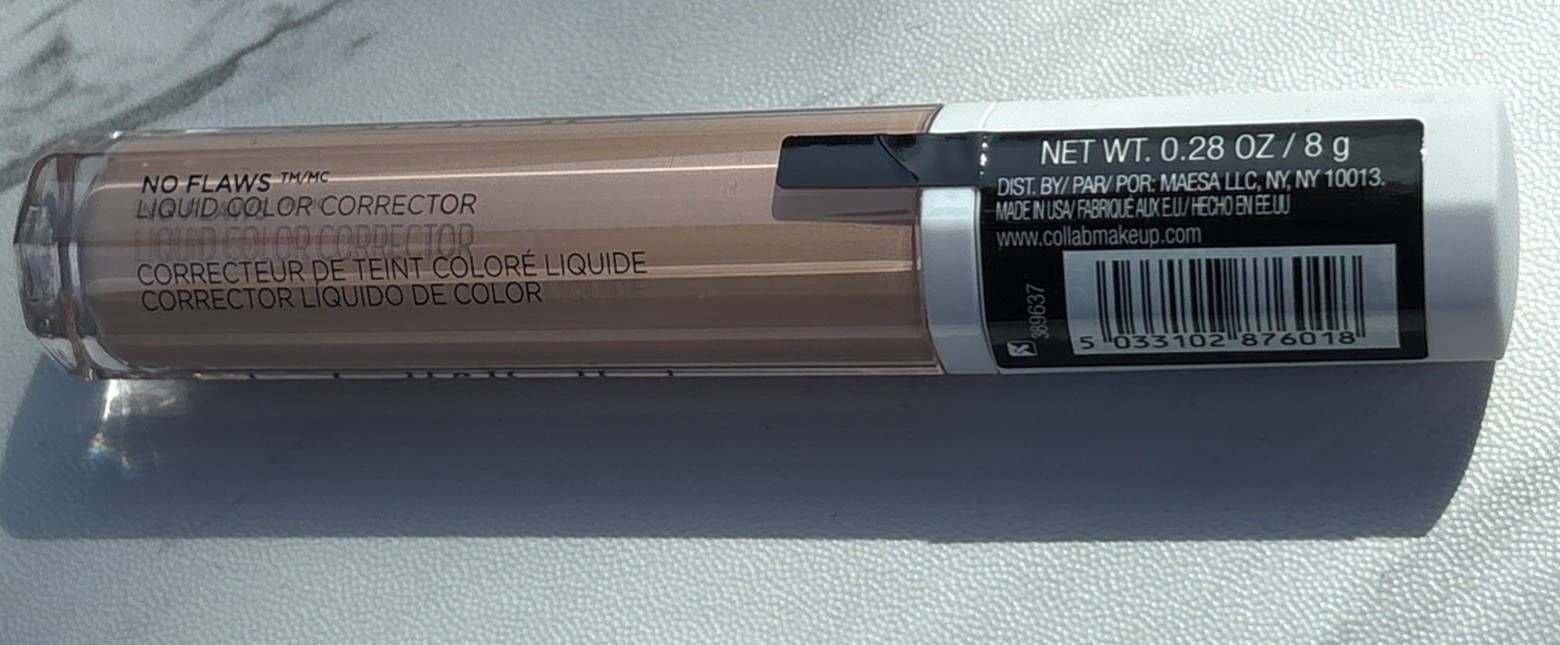 NO FLAWS TM/MC
LIQUID COLOR CORRECTOR
CORRECTEUR DE TEINT COLORÉ LIQUIDE
CORRECTOR LÍQUIDO DE COLOR
NET WT. 0.28 OZ / 8 g
DIST. BY/ PAR/ POR: MAESA LLC, NY, NY 10013.
MADE IN USA/ FABRIQUÉ AUX E.U./ HECHO EN EE.UU
www.collabmakeup.com
389637
5 033102 876018